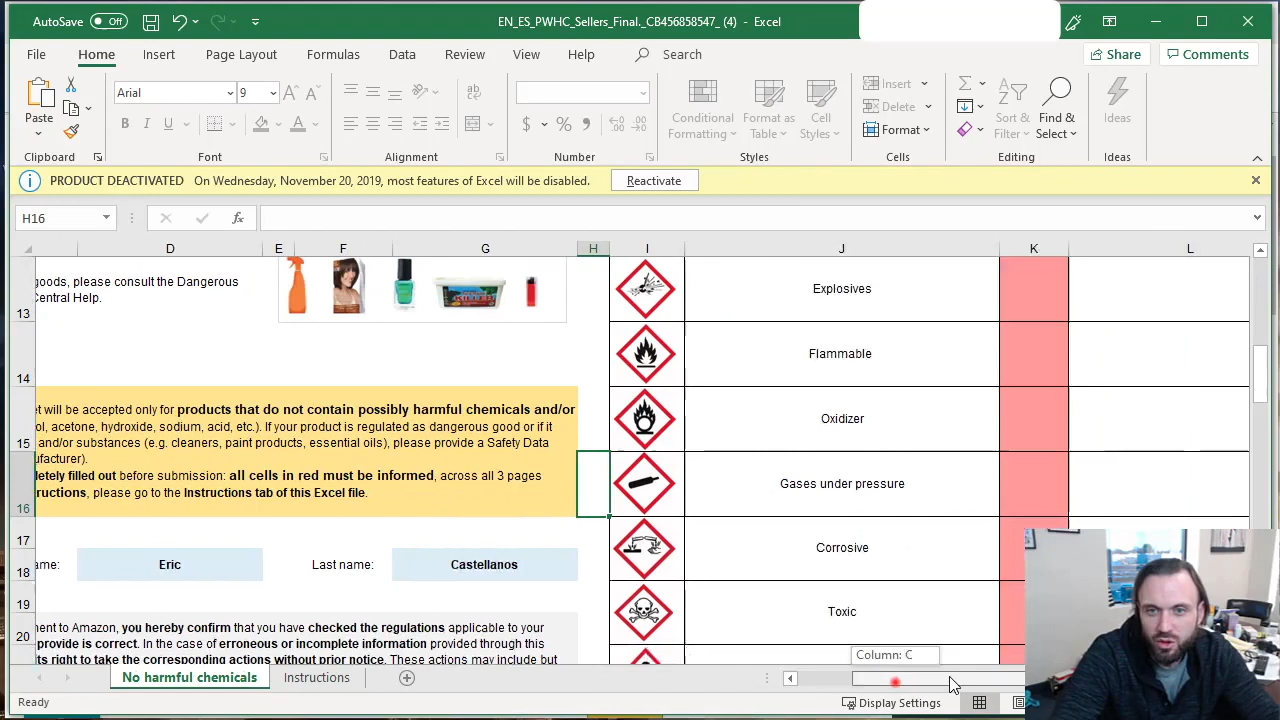 AutoSave Off EN_ES_PWHC_Sellers_Final._CB456858547_ (4) - Excel
File Home Insert Page Layout Formulas Data Review View Help Search Share Comments
Paste Arial 9 Conditional Formatting Format as Table Cell Styles Insert Delete Format Sort & Filter Find & Select Ideas
Clipboard Font Alignment Number Styles Cells Editing Ideas
PRODUCT DEACTIVATED On Wednesday, November 20, 2019, most features of Excel will be disabled. Reactivate
H16 fx
D E F G H I J K L
goods, please consult the Dangerous
Central Help.
13
Explosives
14
Flammable
et will be accepted only for products that do not contain possibly harmful chemicals and/or
ol, acetone, hydroxide, sodium, acid, etc.). If your product is regulated as dangerous good or if it
and/or substances (e.g. cleaners, paint products, essential oils), please provide a Safety Data
ufacturer).
15
Oxidizer
pletely filled out before submission: all cells in red must be informed, across all 3 pages
tructions, please go to the Instructions tab of this Excel file.
16
Gases under pressure
17
Corrosive
18 ame: Eric Last name: Castellanos
19
Toxic
20
ment to Amazon, you hereby confirm that you have checked the regulations applicable to your
provide is correct. In the case of erroneous or incomplete information provided through this
ts right to take the corresponding actions without prior notice. These actions may include but
Column: C
No harmful chemicals Instructions
Ready Display Settings